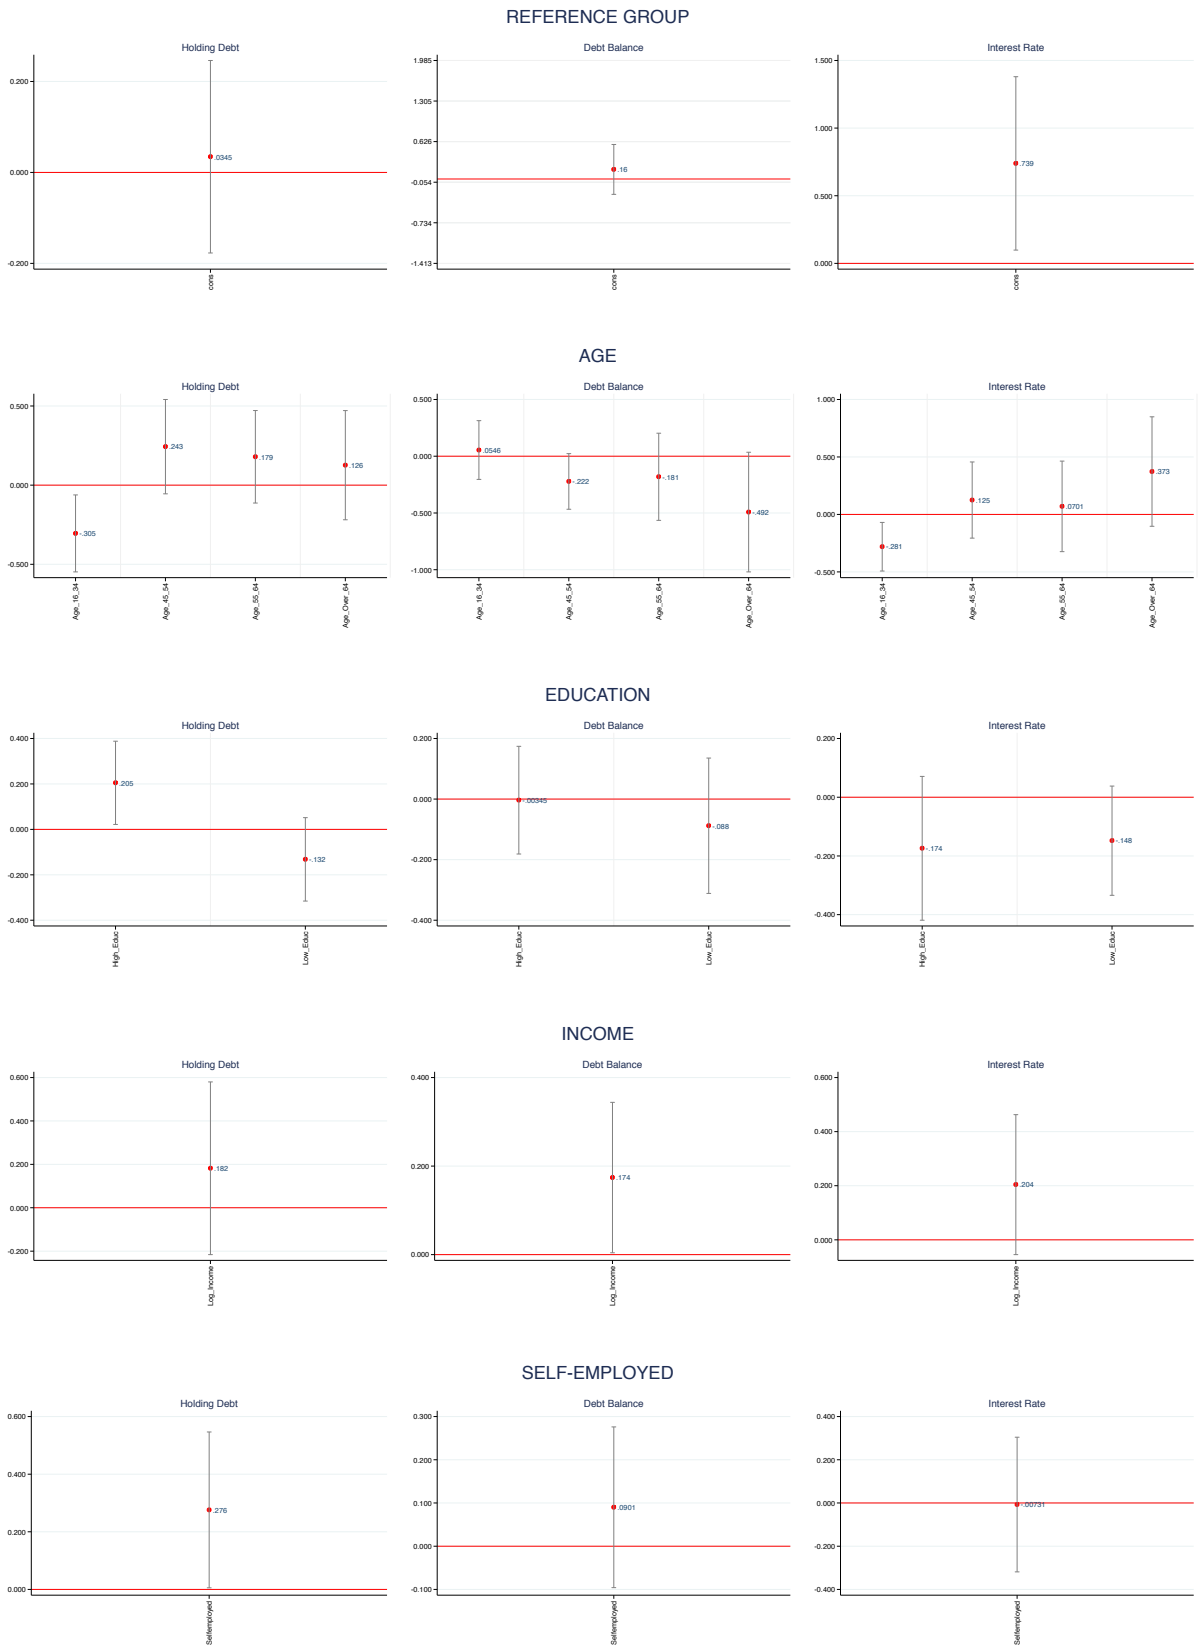 REFERENCE GROUP
Holding Debt
0.200
0.000
-0.200
.0345
cons
Debt Balance
1.985
1.305
0.626
-0.054
-0.734
-1.413
.16
cons
Interest Rate
1.500
1.000
0.500
0.000
.739
cons
AGE
Holding Debt
0.500
0.000
-0.500
-.305
.243
.179
.126
Age_16_34
Age_45_54
Age_55_64
Age_Over_64
Debt Balance
0.500
0.000
-0.500
-1.000
.0546
-.222
-.181
-.492
Age_16_34
Age_45_54
Age_55_64
Age_Over_64
Interest Rate
1.000
0.500
0.000
-0.500
-.281
.125
.0701
.373
Age_16_34
Age_45_54
Age_55_64
Age_Over_64
EDUCATION
Holding Debt
0.400
0.200
0.000
-0.200
-0.400
.205
-.132
High_Educ
Low_Educ
Debt Balance
0.200
0.000
-0.200
-0.400
-.00345
-.088
High_Educ
Low_Educ
Interest Rate
0.200
0.000
-0.200
-0.400
-.174
-.148
High_Educ
Low_Educ
INCOME
Holding Debt
0.600
0.400
0.200
0.000
-0.200
.182
Log_Income
Debt Balance
0.400
0.200
0.000
.174
Log_Income
Interest Rate
0.600
0.400
0.200
0.000
.204
Log_Income
SELF-EMPLOYED
Holding Debt
0.600
0.400
0.200
0.000
.276
Selfemployed
Debt Balance
0.300
0.200
0.100
0.000
-0.100
.0901
Selfemployed
Interest Rate
0.400
0.200
0.000
-0.200
-0.400
-.00731
Selfemployed